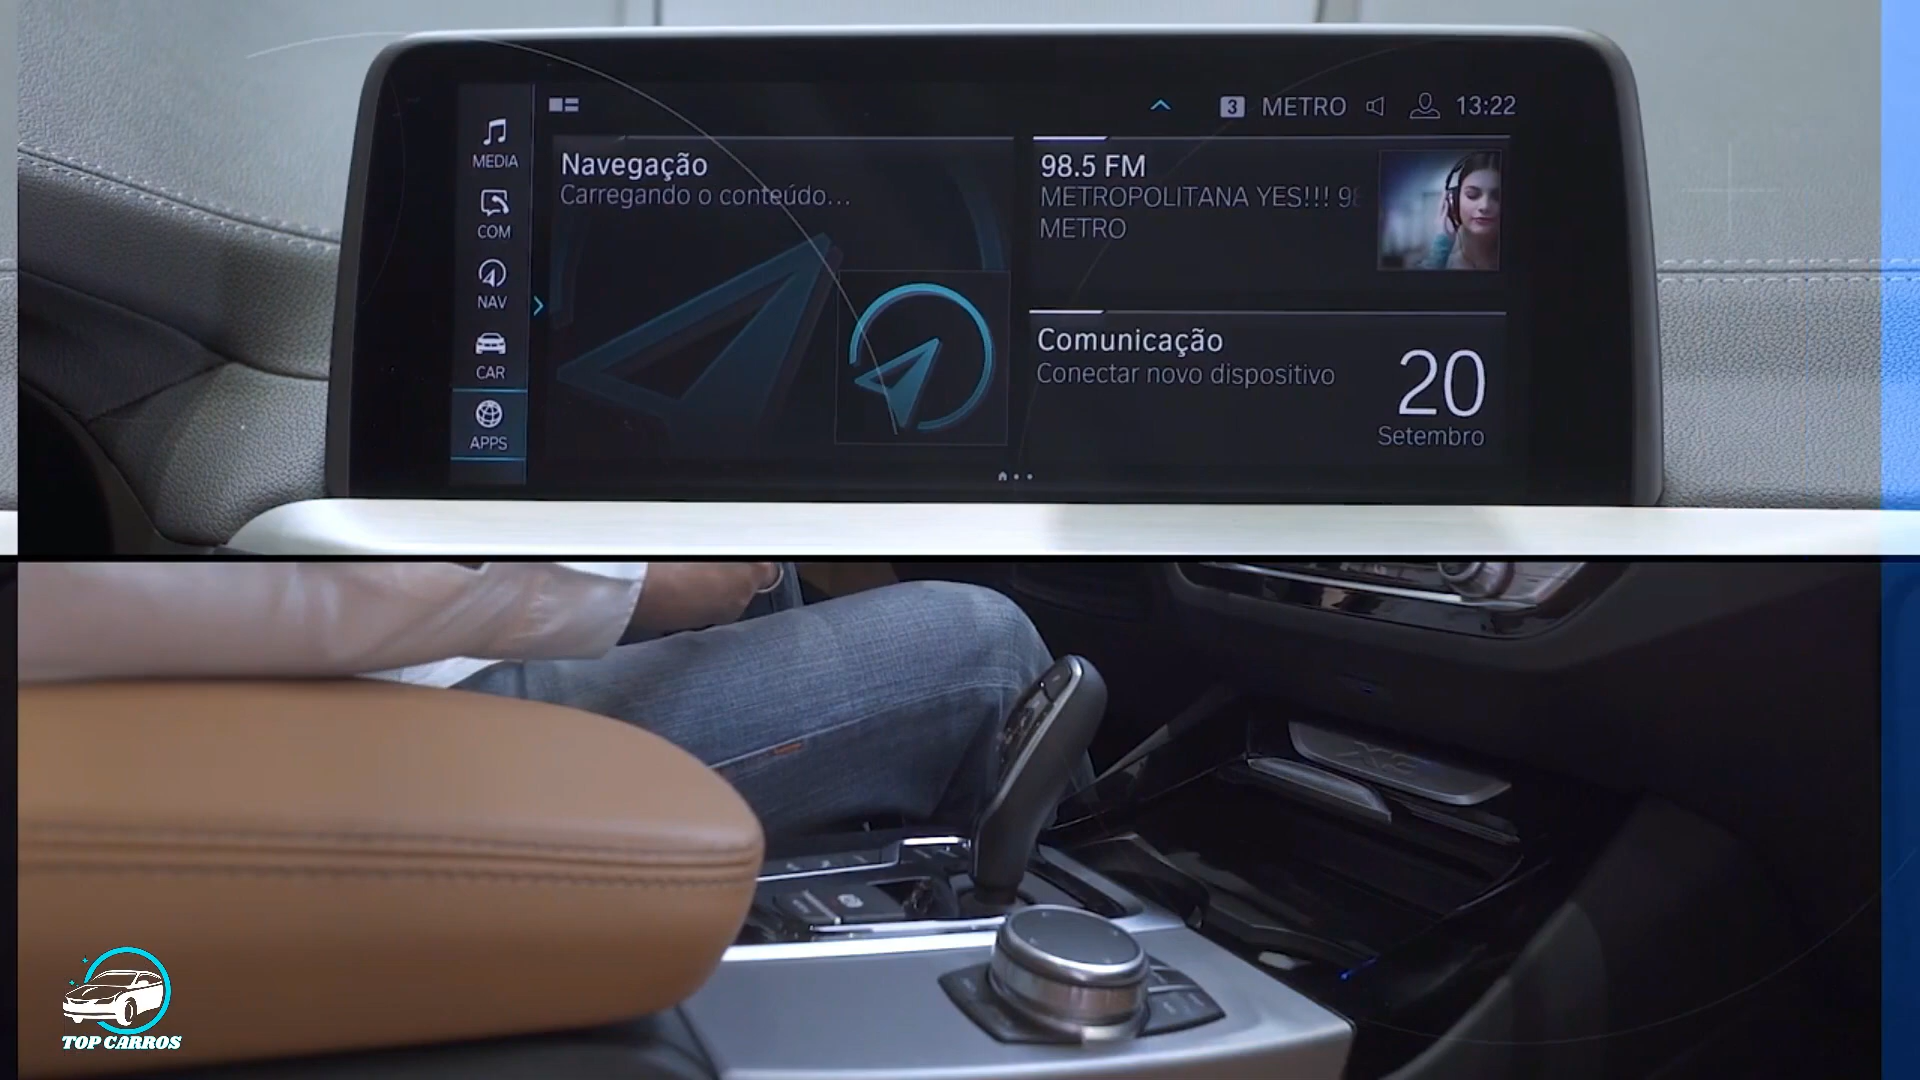 3 METRO 13:22
MEDIA
COM
NAV
CAR
APPS
Navegação
Carregando o conteúdo...
98.5 FM
METROPOLITANA YES!!! 98
METRO
Comunicação
Conectar novo dispositivo
20
Setembro
TOP CARROS